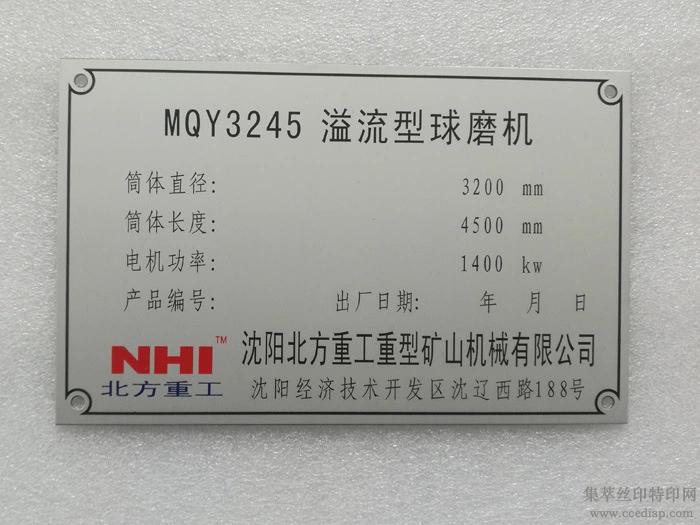 MQY3245 溢流型球磨机
筒体直径: 3200 mm
筒体长度: 4500 mm
电机功率: 1400 kw
产品编号: 出厂日期: 年 月 日
NHI™ 沈阳北方重工重型矿山机械有限公司
北方重工 沈阳经济技术开发区沈辽西路188号
集萃丝印特印网
www.ccedisp.com